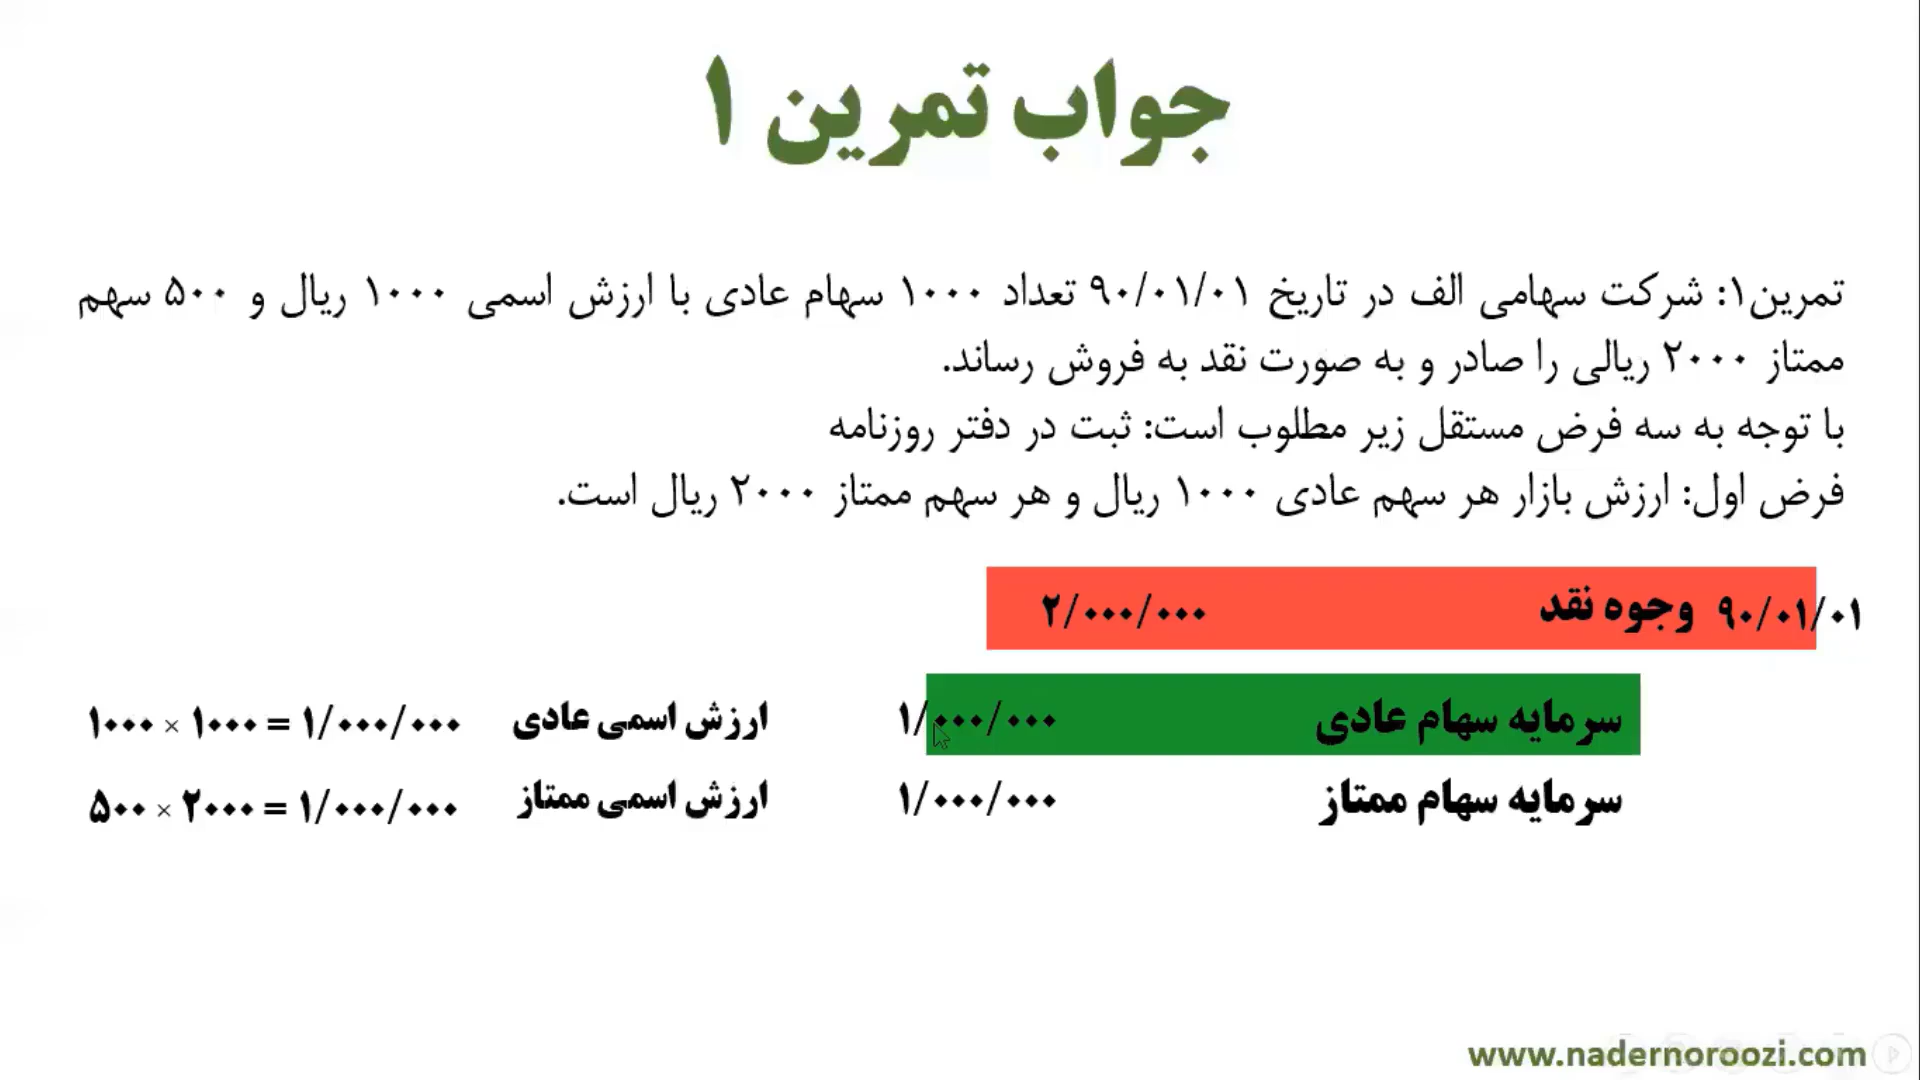 جواب تمرین ۱
تمرین۱: شرکت سهامی الف در تاریخ ۹۰/۰۱/۰۱ تعداد ۱۰۰۰ سهام عادی با ارزش اسمی ۱۰۰۰ ریال و ۵۰۰ سهم
ممتاز ۲۰۰۰ ریالی را صادر و به صورت نقد به فروش رساند.
با توجه به سه فرض مستقل زیر مطلوب است: ثبت در دفتر روزنامه
فرض اول: ارزش بازار هر سهم عادی ۱۰۰۰ ریال و هر سهم ممتاز ۲۰۰۰ ریال است.
۹۰/۰۱/۰۱ وجوه نقد ۲/۰۰۰/۰۰۰
سرمایه سهام عادی ۱/۰۰۰/۰۰۰ ارزش اسمی عادی ۱۰۰۰ × ۱۰۰۰ = ۱/۰۰۰/۰۰۰
سرمایه سهام ممتاز ۱/۰۰۰/۰۰۰ ارزش اسمی ممتاز ۵۰۰ × ۲۰۰۰ = ۱/۰۰۰/۰۰۰
www.nadernoroozi.com